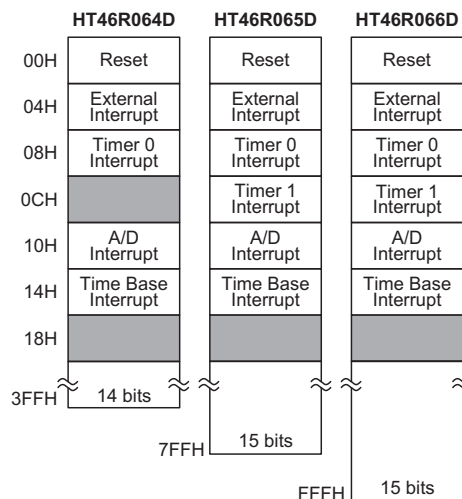 HT46R064D HT46R065D HT46R066D
00H Reset Reset Reset
04H External Interrupt External Interrupt External Interrupt
08H Timer 0 Interrupt Timer 0 Interrupt Timer 0 Interrupt
0CH Timer 1 Interrupt Timer 1 Interrupt
10H A/D Interrupt A/D Interrupt A/D Interrupt
14H Time Base Interrupt Time Base Interrupt Time Base Interrupt
18H
3FFH 14 bits
7FFH 15 bits
FFFH 15 bits